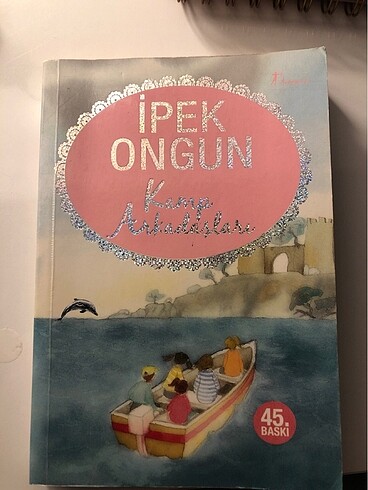 İPEK
ONGUN
Kamp
Arkadaşları
45.
BASKI